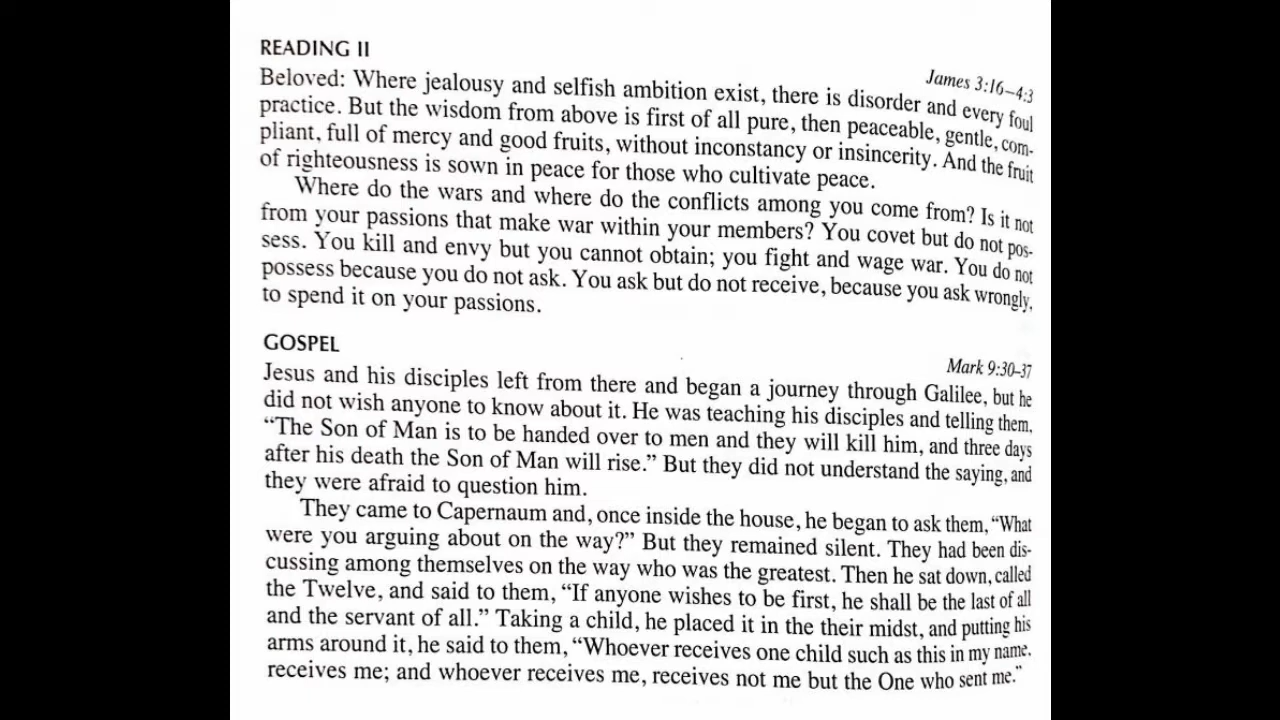 READING II
James 3:16–4:3
Beloved: Where jealousy and selfish ambition exist, there is disorder and every foul
practice. But the wisdom from above is first of all pure, then peaceable, gentle, com-
pliant, full of mercy and good fruits, without inconstancy or insincerity. And the fruit
of righteousness is sown in peace for those who cultivate peace.
Where do the wars and where do the conflicts among you come from? Is it not
from your passions that make war within your members? You covet but do not pos-
sess. You kill and envy but you cannot obtain; you fight and wage war. You do not
possess because you do not ask. You ask but do not receive, because you ask wrongly,
to spend it on your passions.
GOSPEL
Mark 9:30–37
Jesus and his disciples left from there and began a journey through Galilee, but he
did not wish anyone to know about it. He was teaching his disciples and telling them,
“The Son of Man is to be handed over to men and they will kill him, and three days
after his death the Son of Man will rise.” But they did not understand the saying, and
they were afraid to question him.
They came to Capernaum and, once inside the house, he began to ask them, “What
were you arguing about on the way?” But they remained silent. They had been dis-
cussing among themselves on the way who was the greatest. Then he sat down, called
the Twelve, and said to them, “If anyone wishes to be first, he shall be the last of all
and the servant of all.” Taking a child, he placed it in the their midst, and putting his
arms around it, he said to them, “Whoever receives one child such as this in my name,
receives me; and whoever receives me, receives not me but the One who sent me.”